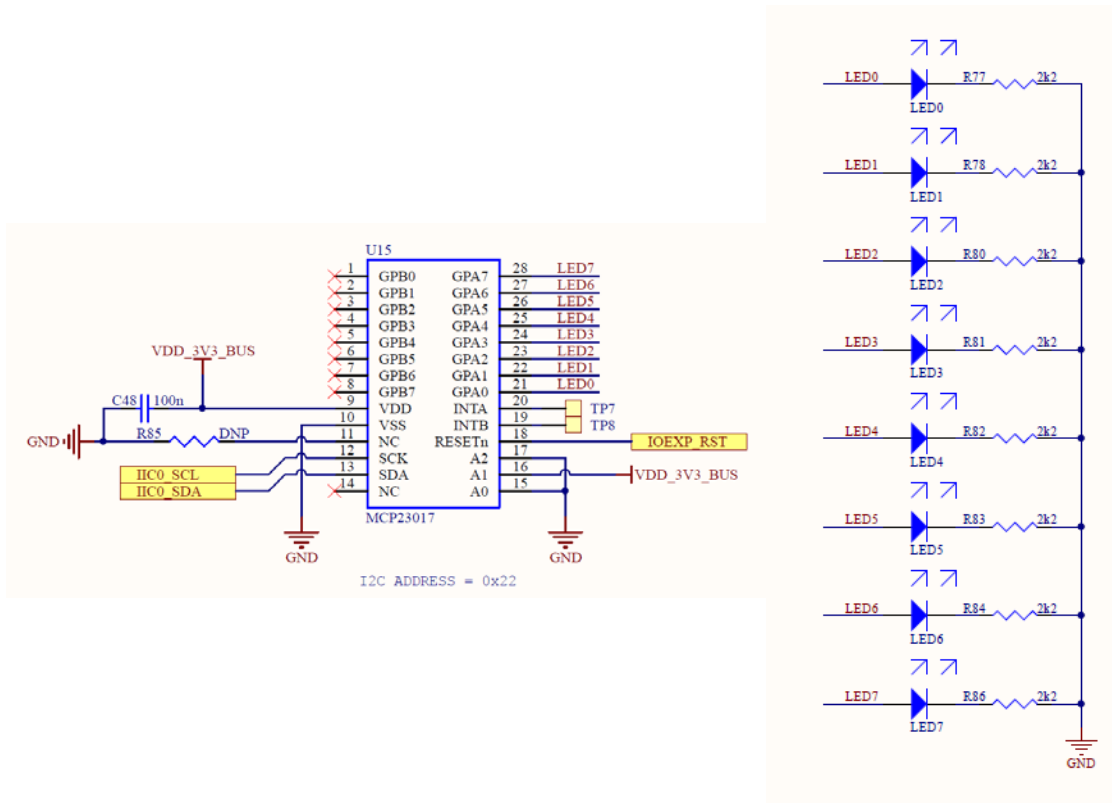 LED0 R77 2k2
LED0
LED1 R78 2k2
LED1
LED2 R80 2k2
LED2
LED3 R81 2k2
LED3
LED4 R82 2k2
LED4
LED5 R83 2k2
LED5
LED6 R84 2k2
LED6
LED7 R86 2k2
LED7
GND
U15
1 GPB0 GPA7 28 LED7
2 GPB1 GPA6 27 LED6
3 GPB2 GPA5 26 LED5
4 GPB3 GPA4 25 LED4
5 GPB4 GPA3 24 LED3
6 GPB5 GPA2 23 LED2
7 GPB6 GPA1 22 LED1
8 GPB7 GPA0 21 LED0
9 VDD INTA 20 TP7
10 VSS INTB 19 TP8
11 NC RESETn 18 IOEXP_RST
12 SCK A2 17
13 SDA A1 16 VDD_3V3_BUS
14 NC A0 15
MCP23017
VDD_3V3_BUS
C48 100n
GND R85 DNP
IIC0_SCL
IIC0_SDA
GND
GND
I2C ADDRESS = 0x22